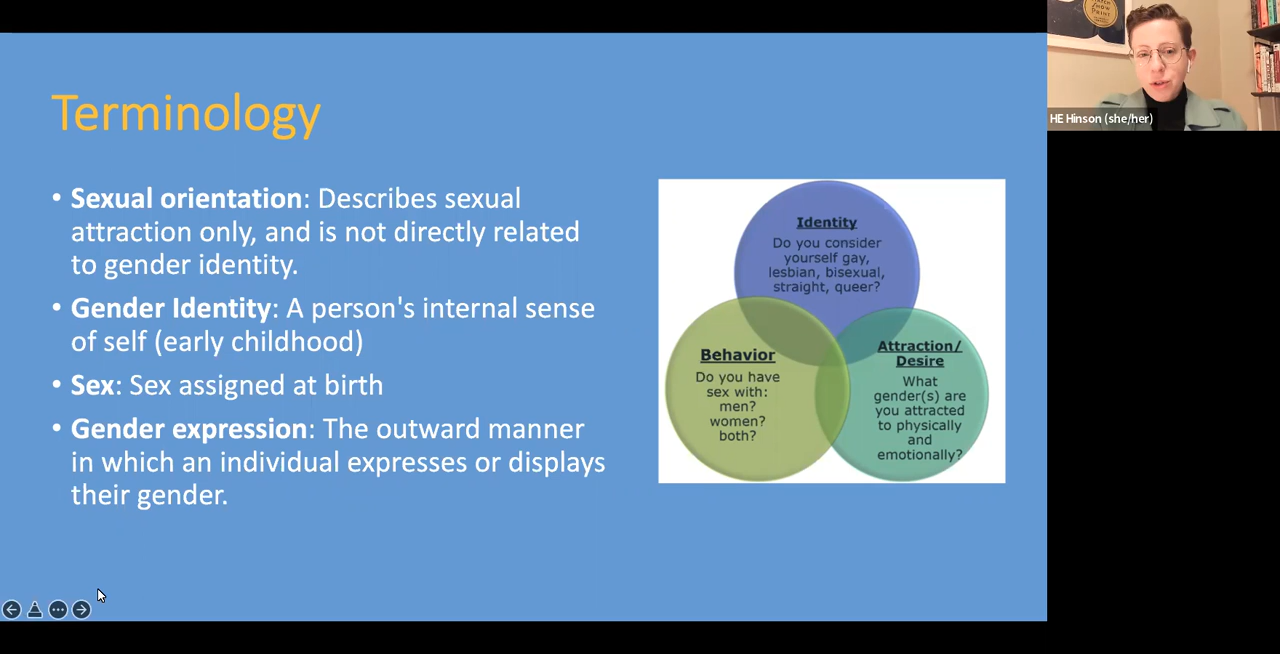 Terminology
• Sexual orientation: Describes sexual
attraction only, and is not directly related
to gender identity.
• Gender Identity: A person's internal sense
of self (early childhood)
• Sex: Sex assigned at birth
• Gender expression: The outward manner
in which an individual expresses or displays
their gender.
Identity
Do you consider
yourself gay,
lesbian, bisexual,
straight, queer?
Behavior
Do you have
sex with:
men?
women?
both?
Attraction/
Desire
What
gender(s) are
you attracted
to physically
and
emotionally?
SHOW
PRINT
HE Hinson (she/her)